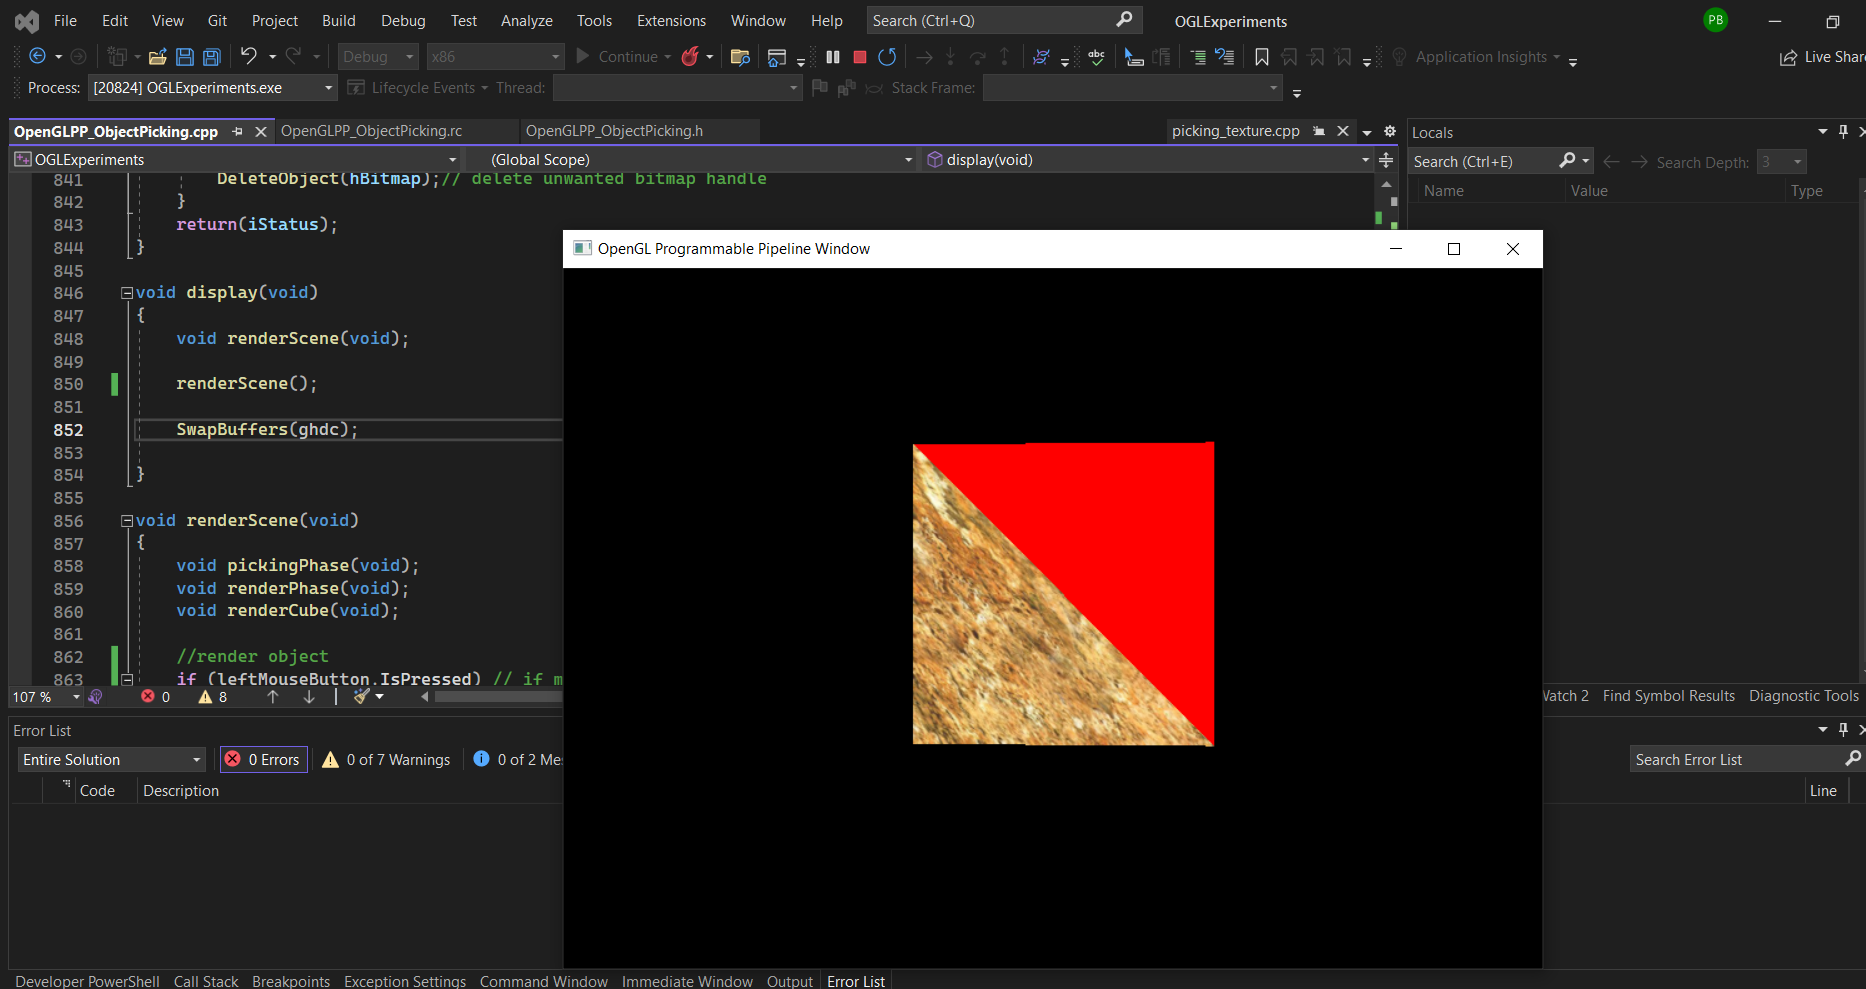 File Edit View Git Project Build Debug Test Analyze Tools Extensions Window Help Search (Ctrl+Q) OGLExperiments PB
Debug x86 Continue abc Application Insights Live Shar
Process: [20824] OGLExperiments.exe Lifecycle Events Thread: Stack Frame:
OpenGLPP_ObjectPicking.cpp OpenGLPP_ObjectPicking.rc OpenGLPP_ObjectPicking.h picking_texture.cpp Locals
OGLExperiments (Global Scope) display(void) Search (Ctrl+E) Search Depth: 3
Name Value Type
841 DeleteObject(hBitmap);// delete unwanted bitmap handle
842 }
843 return(iStatus);
844 }
OpenGL Programmable Pipeline Window
845
846 void display(void)
847 {
848 void renderScene(void);
849
850 renderScene();
851
852 SwapBuffers(ghdc);
853
854 }
855
856 void renderScene(void)
857 {
858 void pickingPhase(void);
859 void renderPhase(void);
860 void renderCube(void);
861
862 //render object
863 if (leftMouseButton.IsPressed) // if m
107 % 0 8 Watch 2 Find Symbol Results Diagnostic Tools
Error List
Entire Solution 0 Errors 0 of 7 Warnings 0 of 2 Me Search Error List
Code Description Line
Developer PowerShell Call Stack Breakpoints Exception Settings Command Window Immediate Window Output Error List